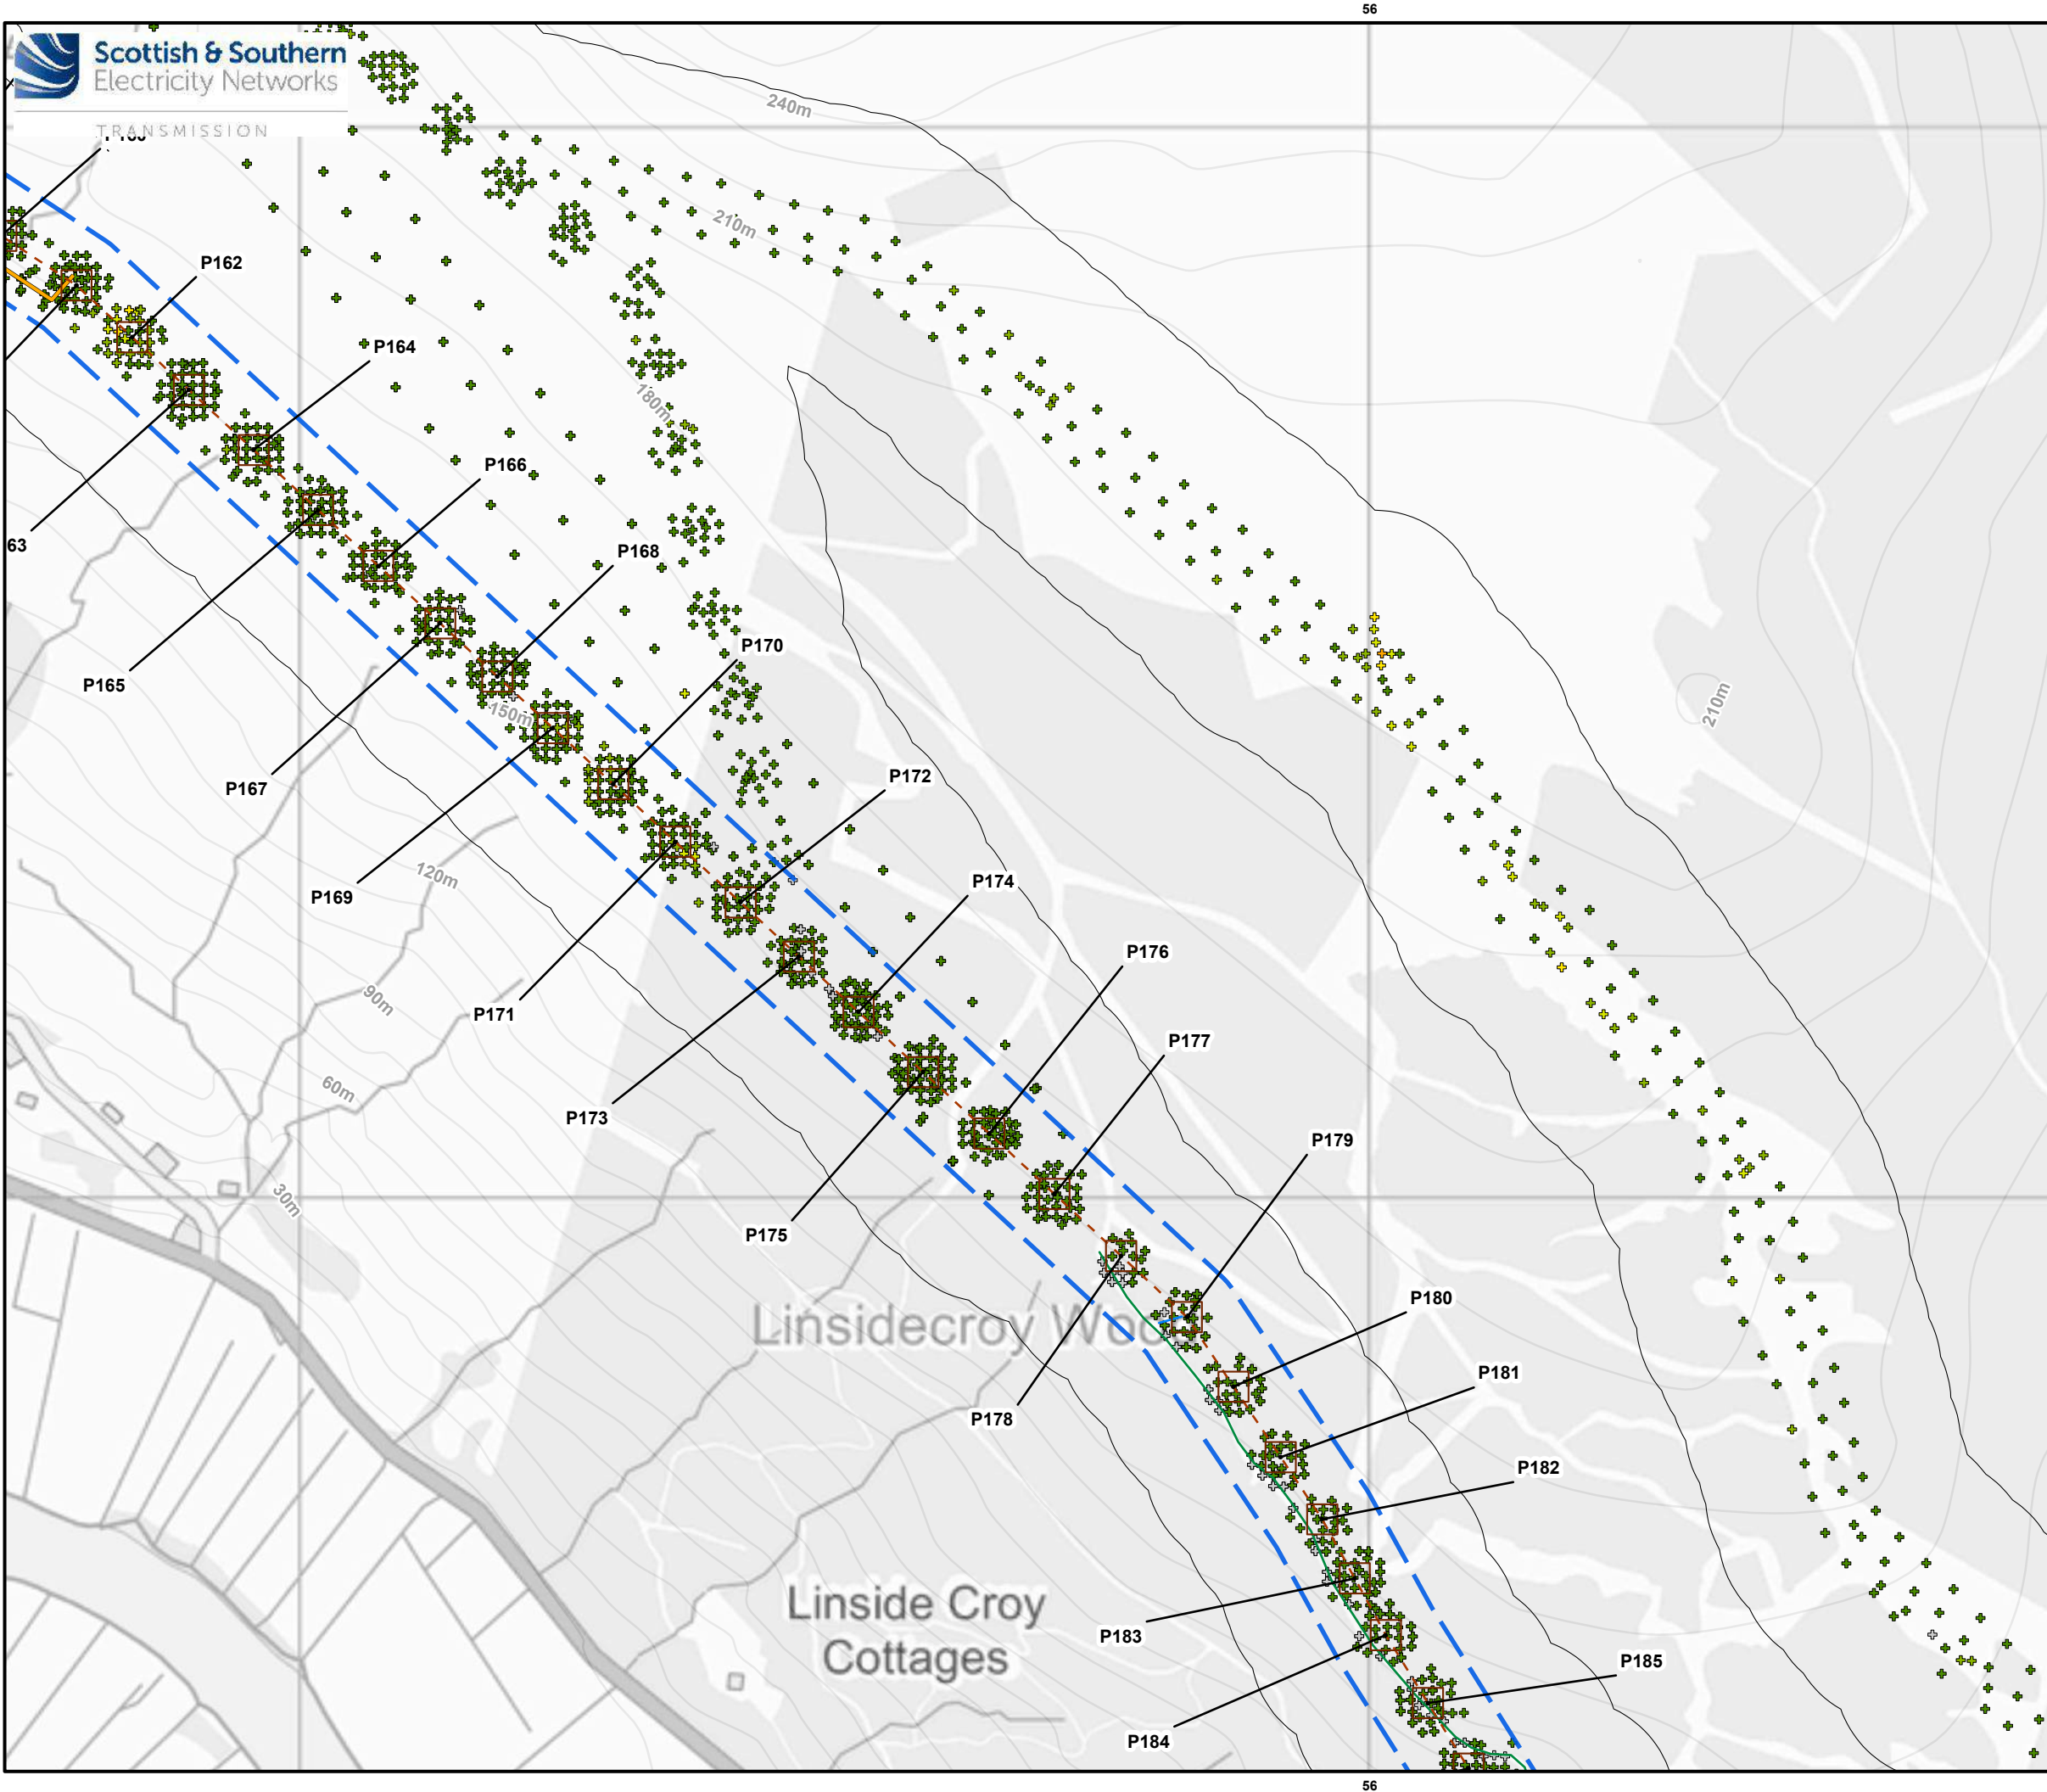 56
Scottish & Southern
Electricity Networks
TRANSMISSION
240m
210m
P162
P164
180m
P166
63
P168
P165
P170
210m
150m
P167
P172
120m
P169
P174
P176
90m
P171
P177
60m
P173
P179
30m
P175
P180
Linsidecroy Wood
P181
P178
P182
Linside Croy
Cottages
P183
P185
P184
56